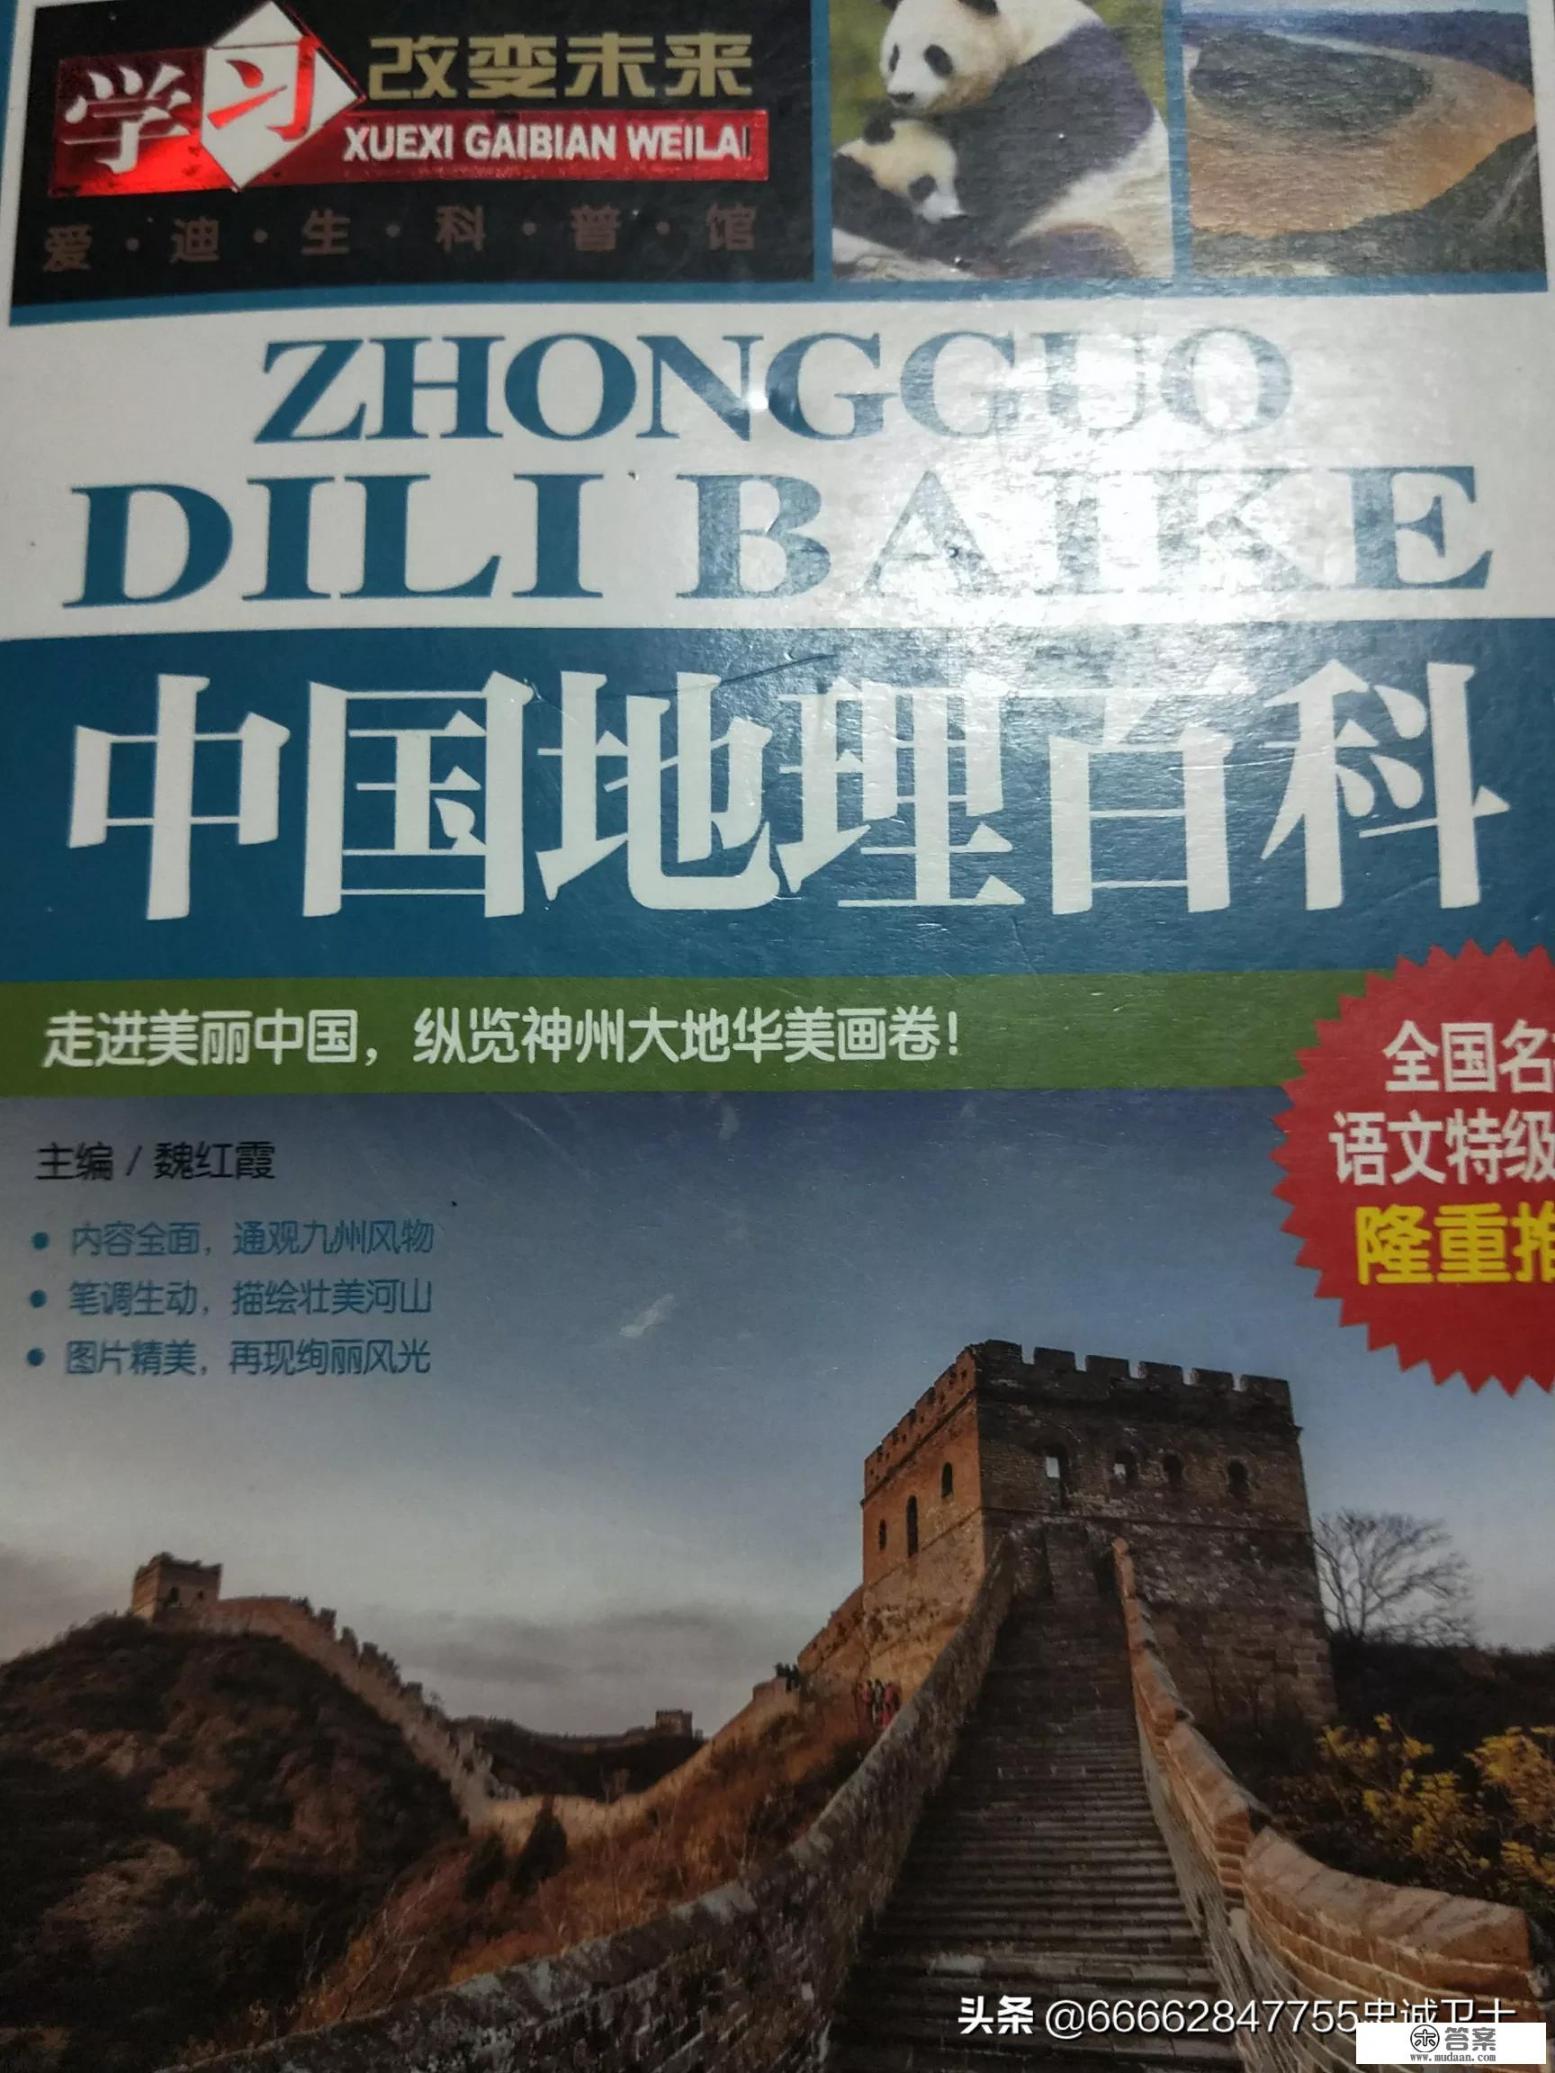 学习改变未来
XUEXI GAIBIAN WEILAI
爱·迪·生·科·普·馆
ZHONGGUO
DILI BAIKE
中国地理百科
走进美丽中国，纵览神州大地华美画卷！
全国名
语文特级
隆重推
主编 / 魏红霞
• 内容全面，通观九州风物
• 笔调生动，描绘壮美河山
• 图片精美，再现绚丽风光
头条 @66662847755忠诚卫士
答案
www.mudaan.com